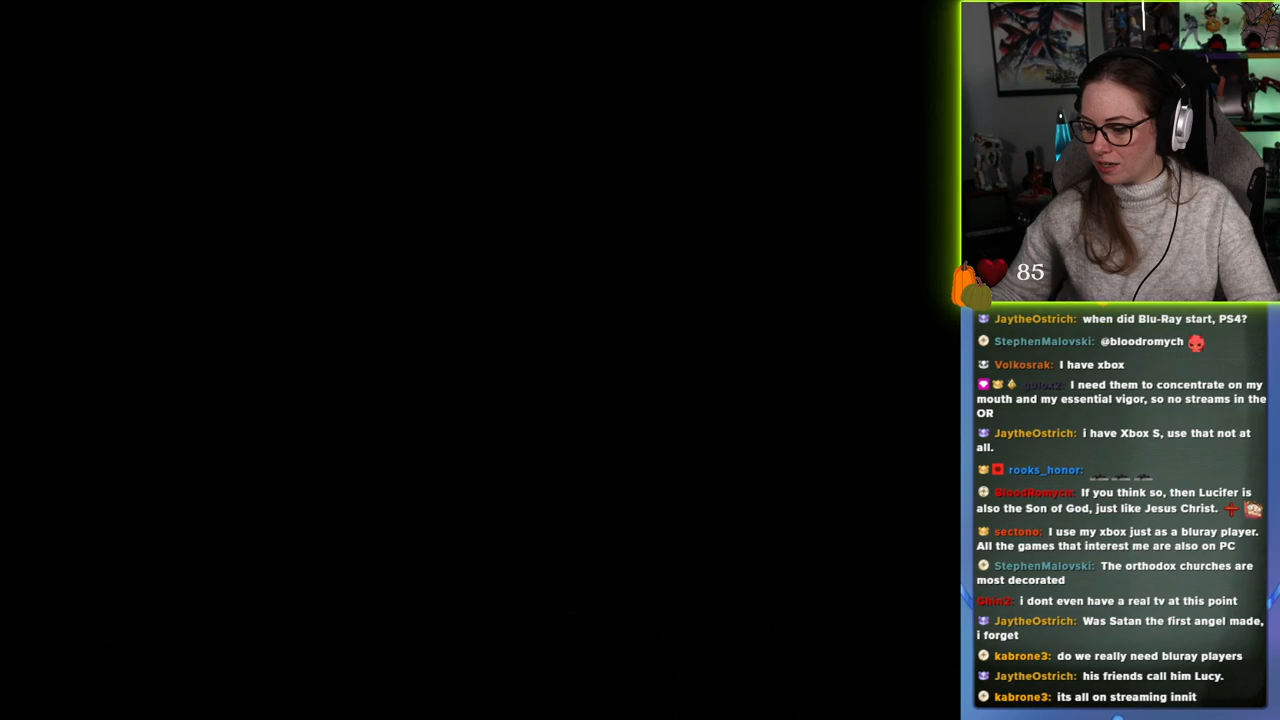 85
JaytheOstrich: when did Blu-Ray start, PS4?
StephenMalovski: @bloodromych
Volkosrak: I have xbox
gulox2: I need them to concentrate on my
mouth and my essential vigor, so no streams in the
OR
JaytheOstrich: i have Xbox S, use that not at
all.
rooks_honor:
BloodRomych: If you think so, then Lucifer is
also the Son of God, just like Jesus Christ.
sectono: I use my xbox just as a bluray player.
All the games that interest me are also on PC
StephenMalovski: The orthodox churches are
most decorated
Ghin2: i dont even have a real tv at this point
JaytheOstrich: Was Satan the first angel made,
i forget
kabrone3: do we really need bluray players
JaytheOstrich: his friends call him Lucy.
kabrone3: its all on streaming innit